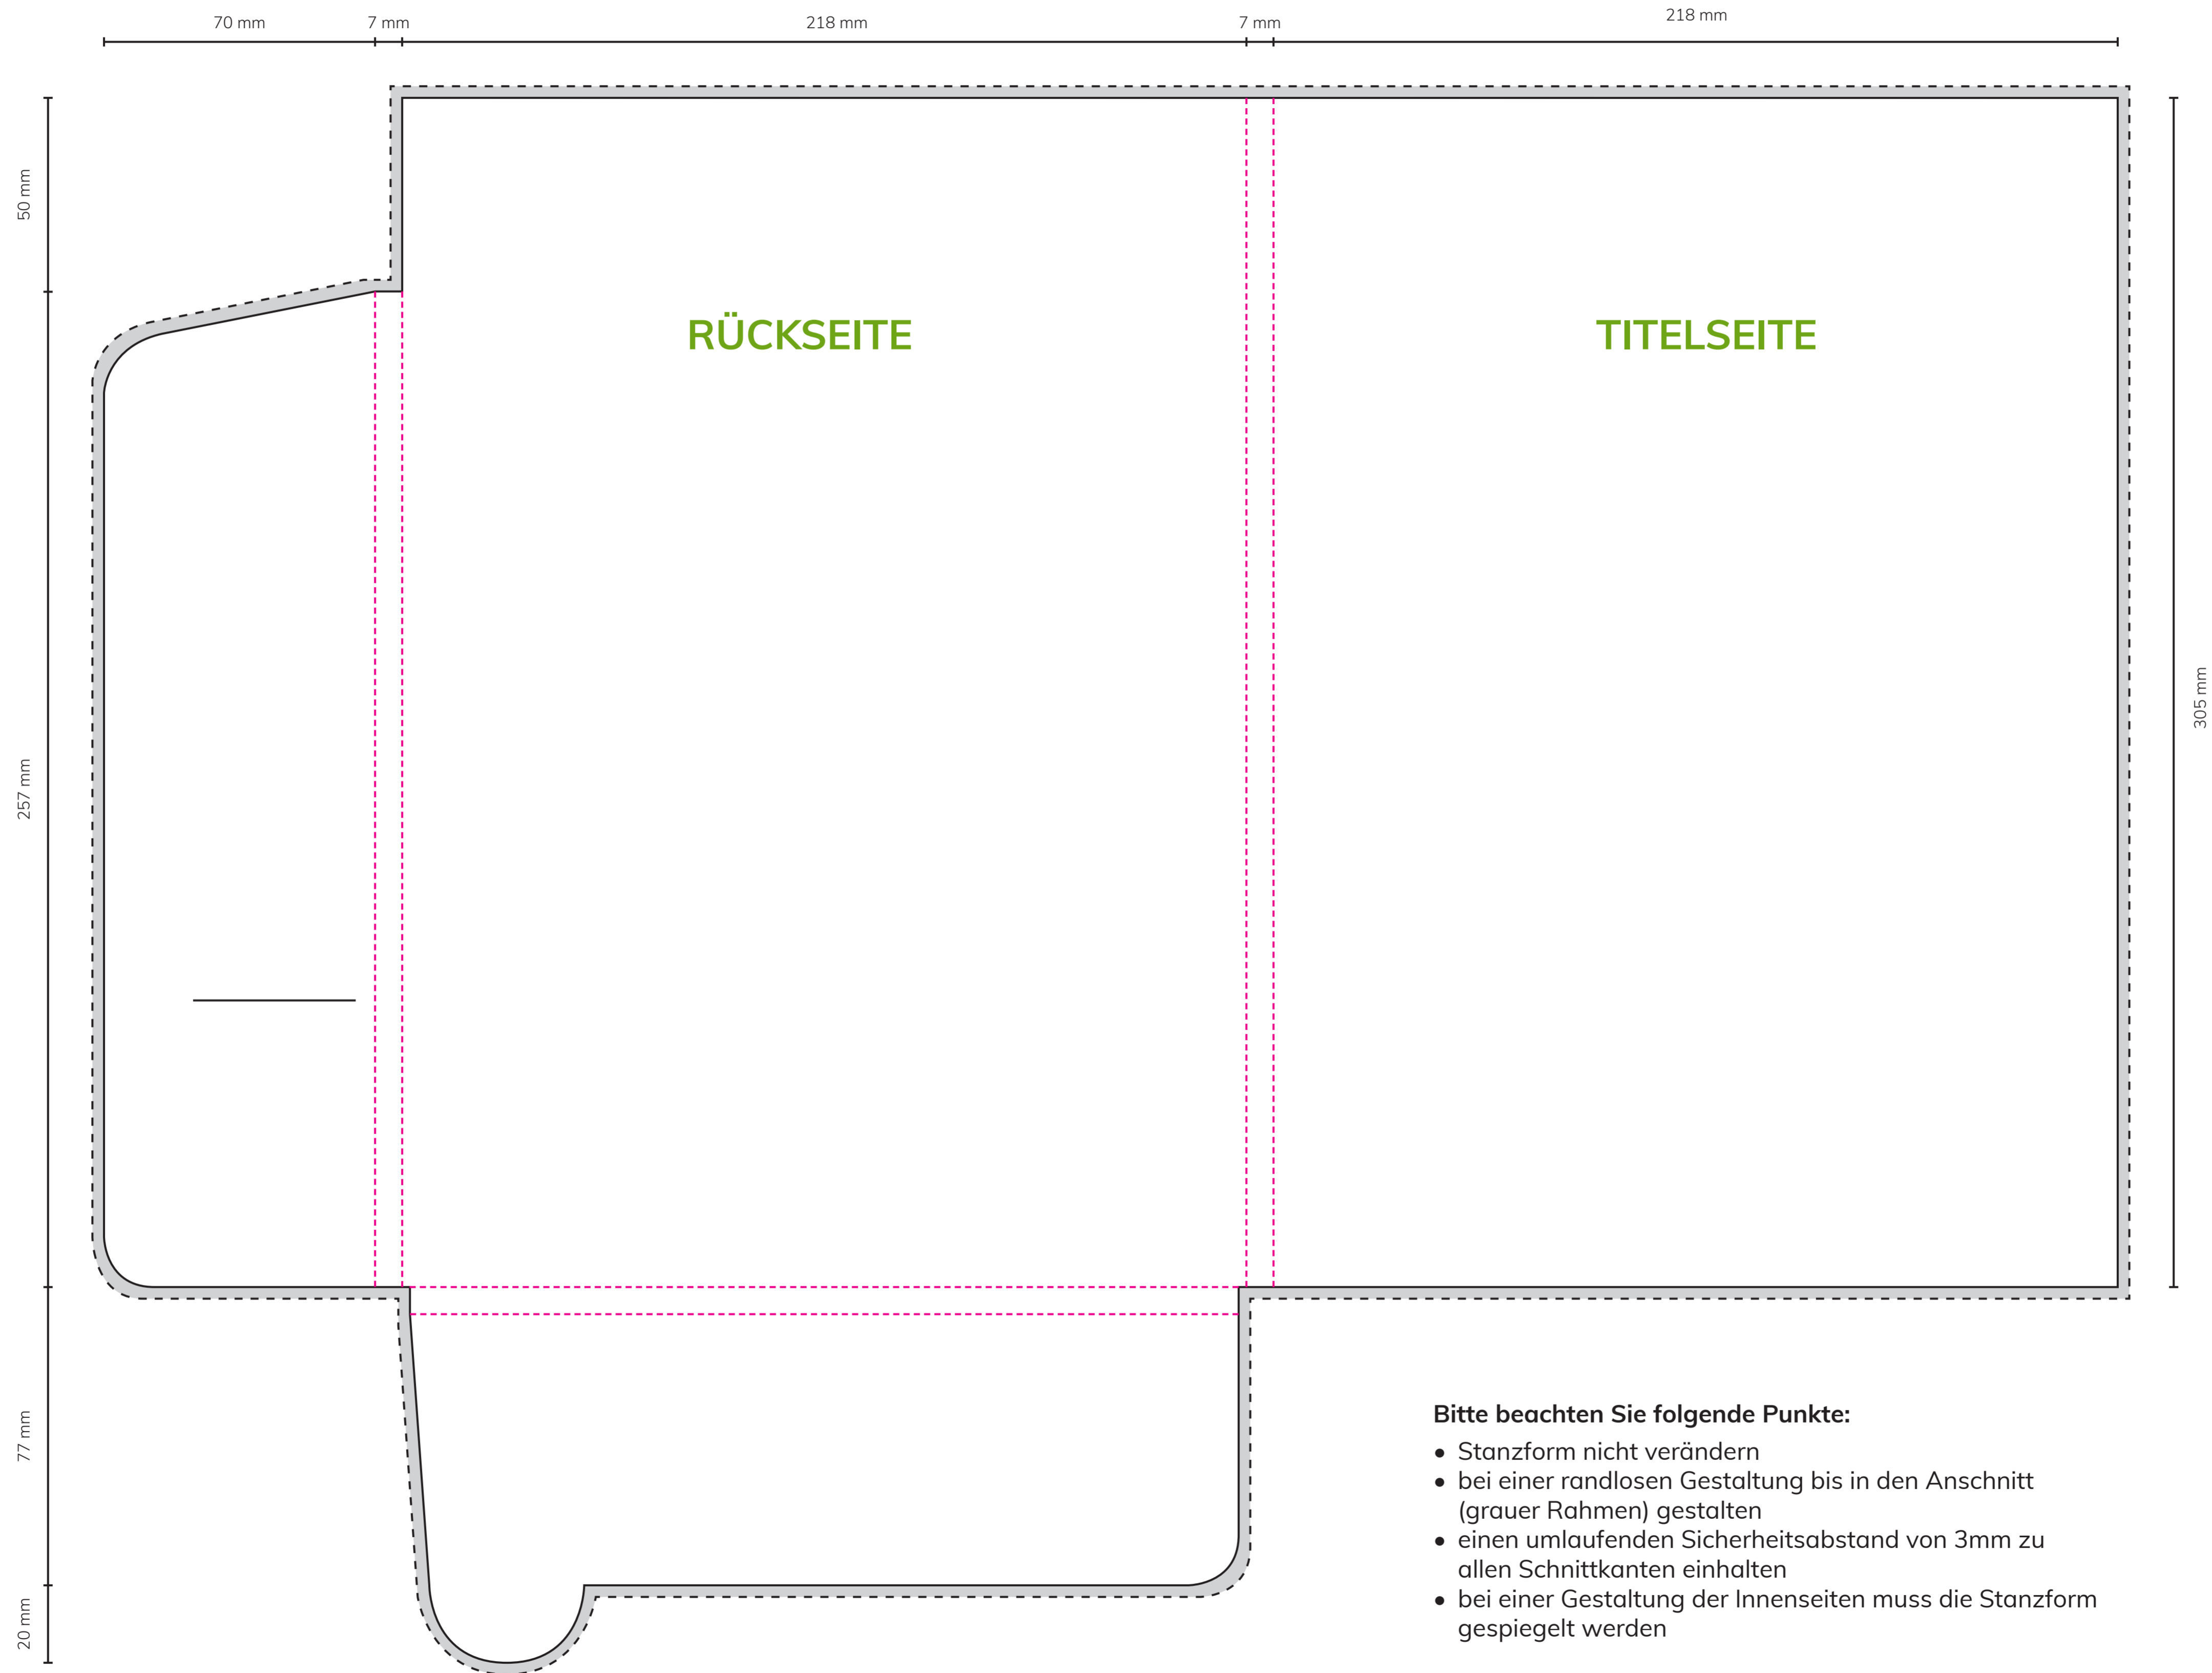 70 mm
7 mm
218 mm
7 mm
218 mm
50 mm
RÜCKSEITE
TITELSEITE
305 mm
257 mm
77 mm
20 mm
Bitte beachten Sie folgende Punkte:
• Stanzform nicht verändern
• bei einer randlosen Gestaltung bis in den Anschnitt
(grauer Rahmen) gestalten
• einen umlaufenden Sicherheitsabstand von 3mm zu
allen Schnittkanten einhalten
• bei einer Gestaltung der Innenseiten muss die Stanzform
gespiegelt werden